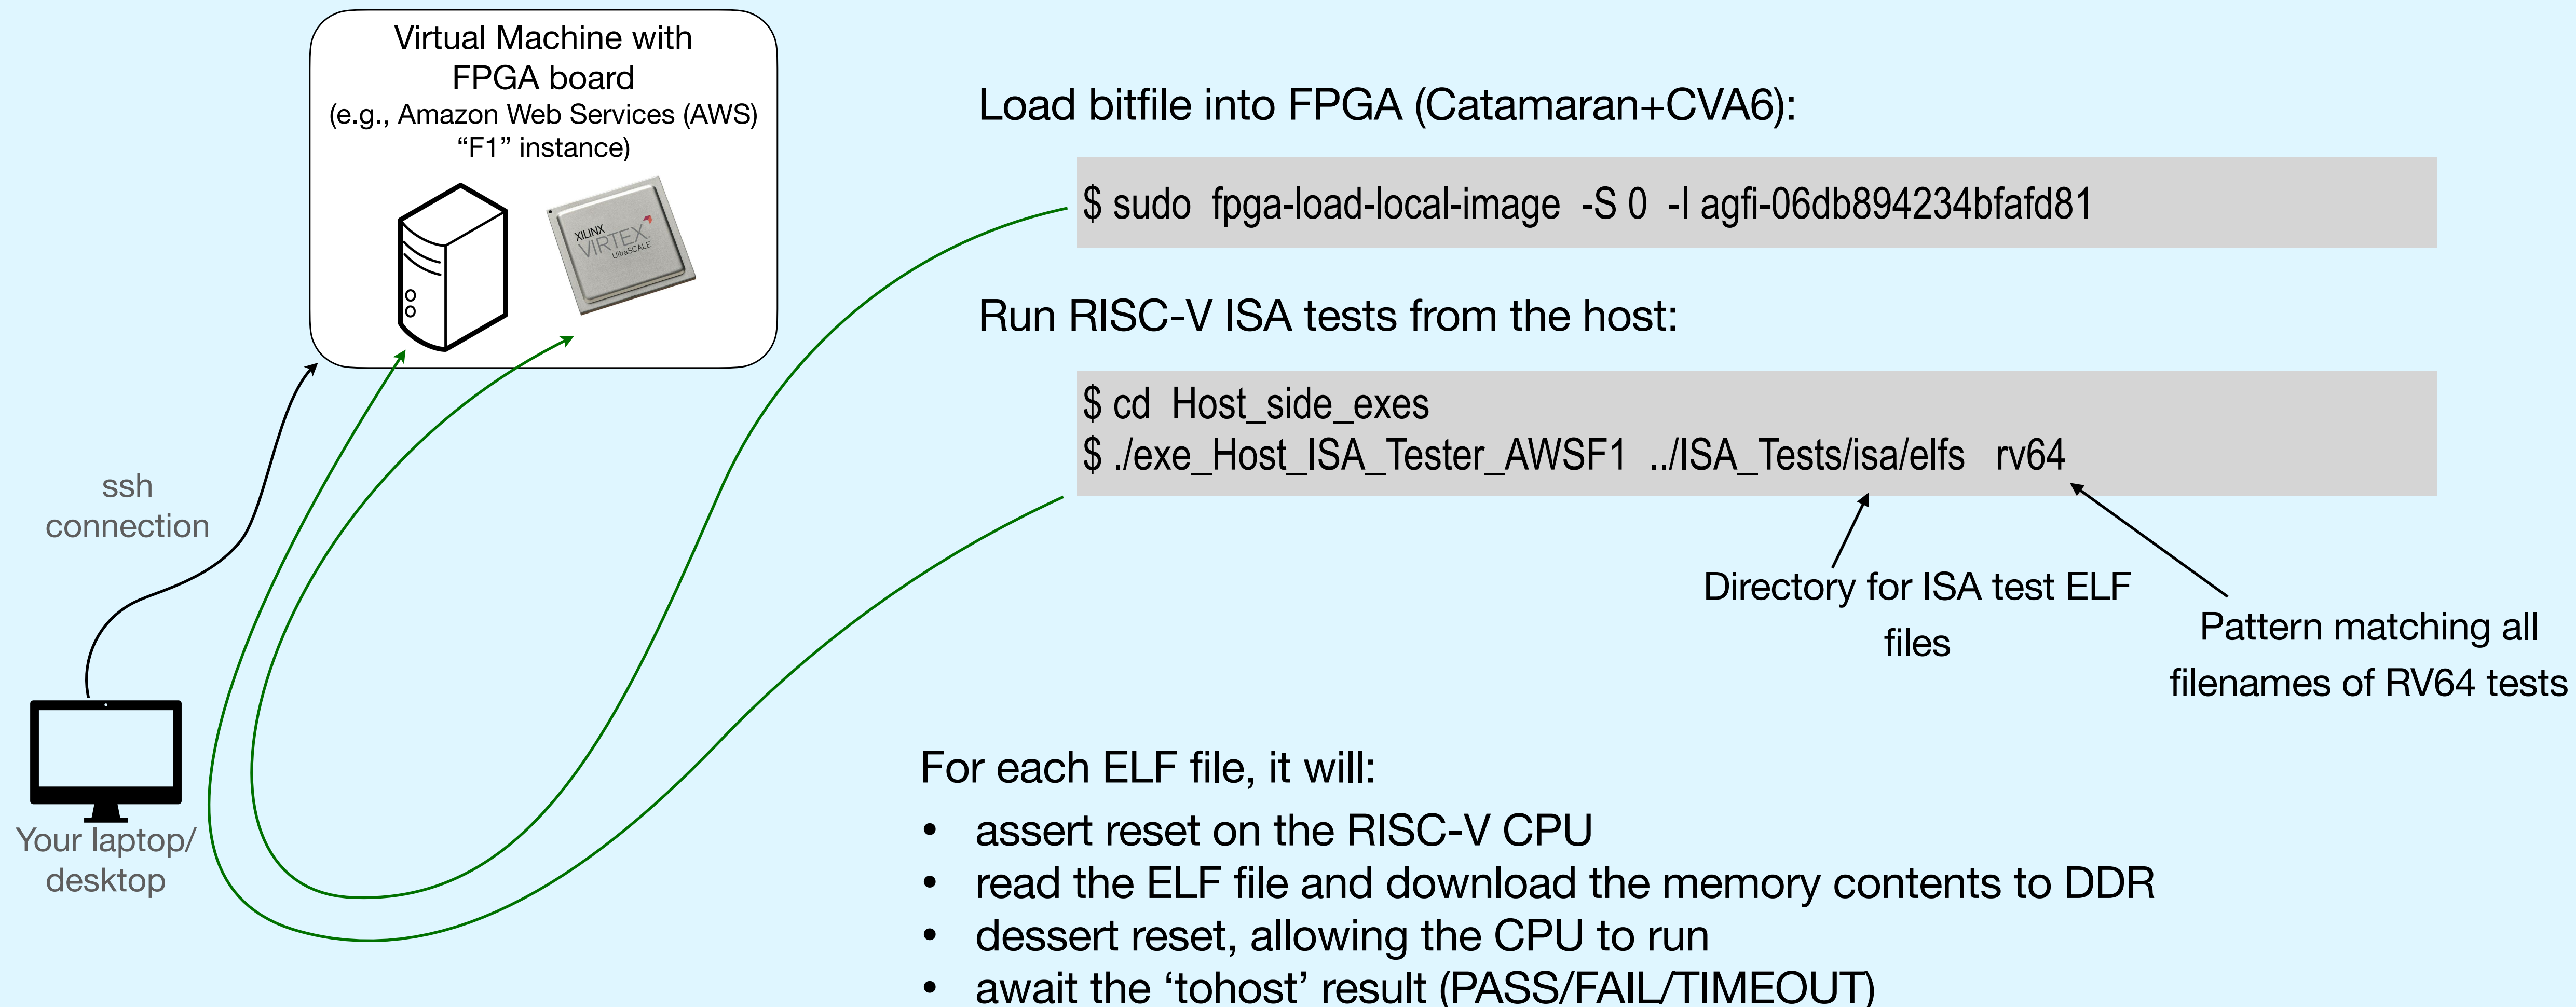 Virtual Machine with
FPGA board
(e.g., Amazon Web Services (AWS)
“F1” instance)
XILINX
VIRTEX
UltraSCALE
ssh
connection
Your laptop/
desktop
Load bitfile into FPGA (Catamaran+CVA6):
$ sudo fpga-load-local-image -S 0 -I agfi-06db894234bfafd81
Run RISC-V ISA tests from the host:
$ cd Host_side_exes
$ ./exe_Host_ISA_Tester_AWSF1 ../ISA_Tests/isa/elfs rv64
Directory for ISA test ELF
files
Pattern matching all
filenames of RV64 tests
For each ELF file, it will:
• assert reset on the RISC-V CPU
• read the ELF file and download the memory contents to DDR
• dessert reset, allowing the CPU to run
• await the ‘tohost’ result (PASS/FAIL/TIMEOUT)